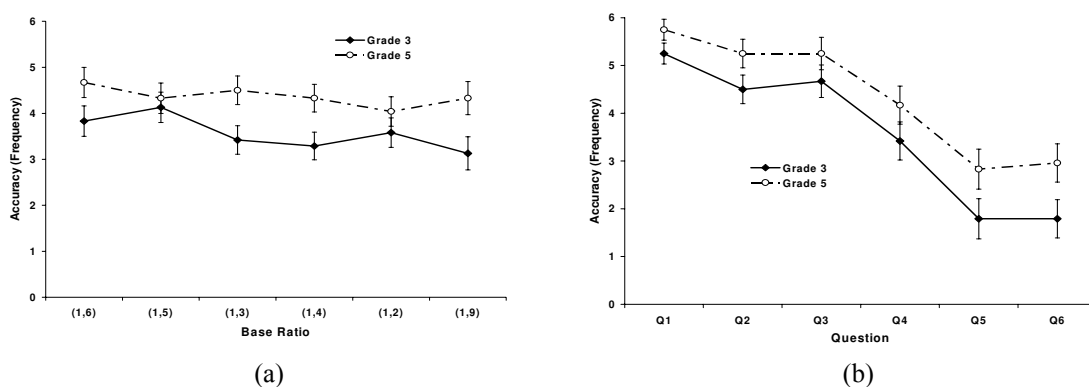 6
5
4
3
2
1
0
Accuracy (Frequency)
Grade 3
Grade 5
(1,6) (1,5) (1,3) (1,4) (1,2) (1,9)
Base Ratio
(a)
6
5
4
3
2
1
0
Accuracy (Frequency)
Grade 3
Grade 5
Q1 Q2 Q3 Q4 Q5 Q6
Question
(b)